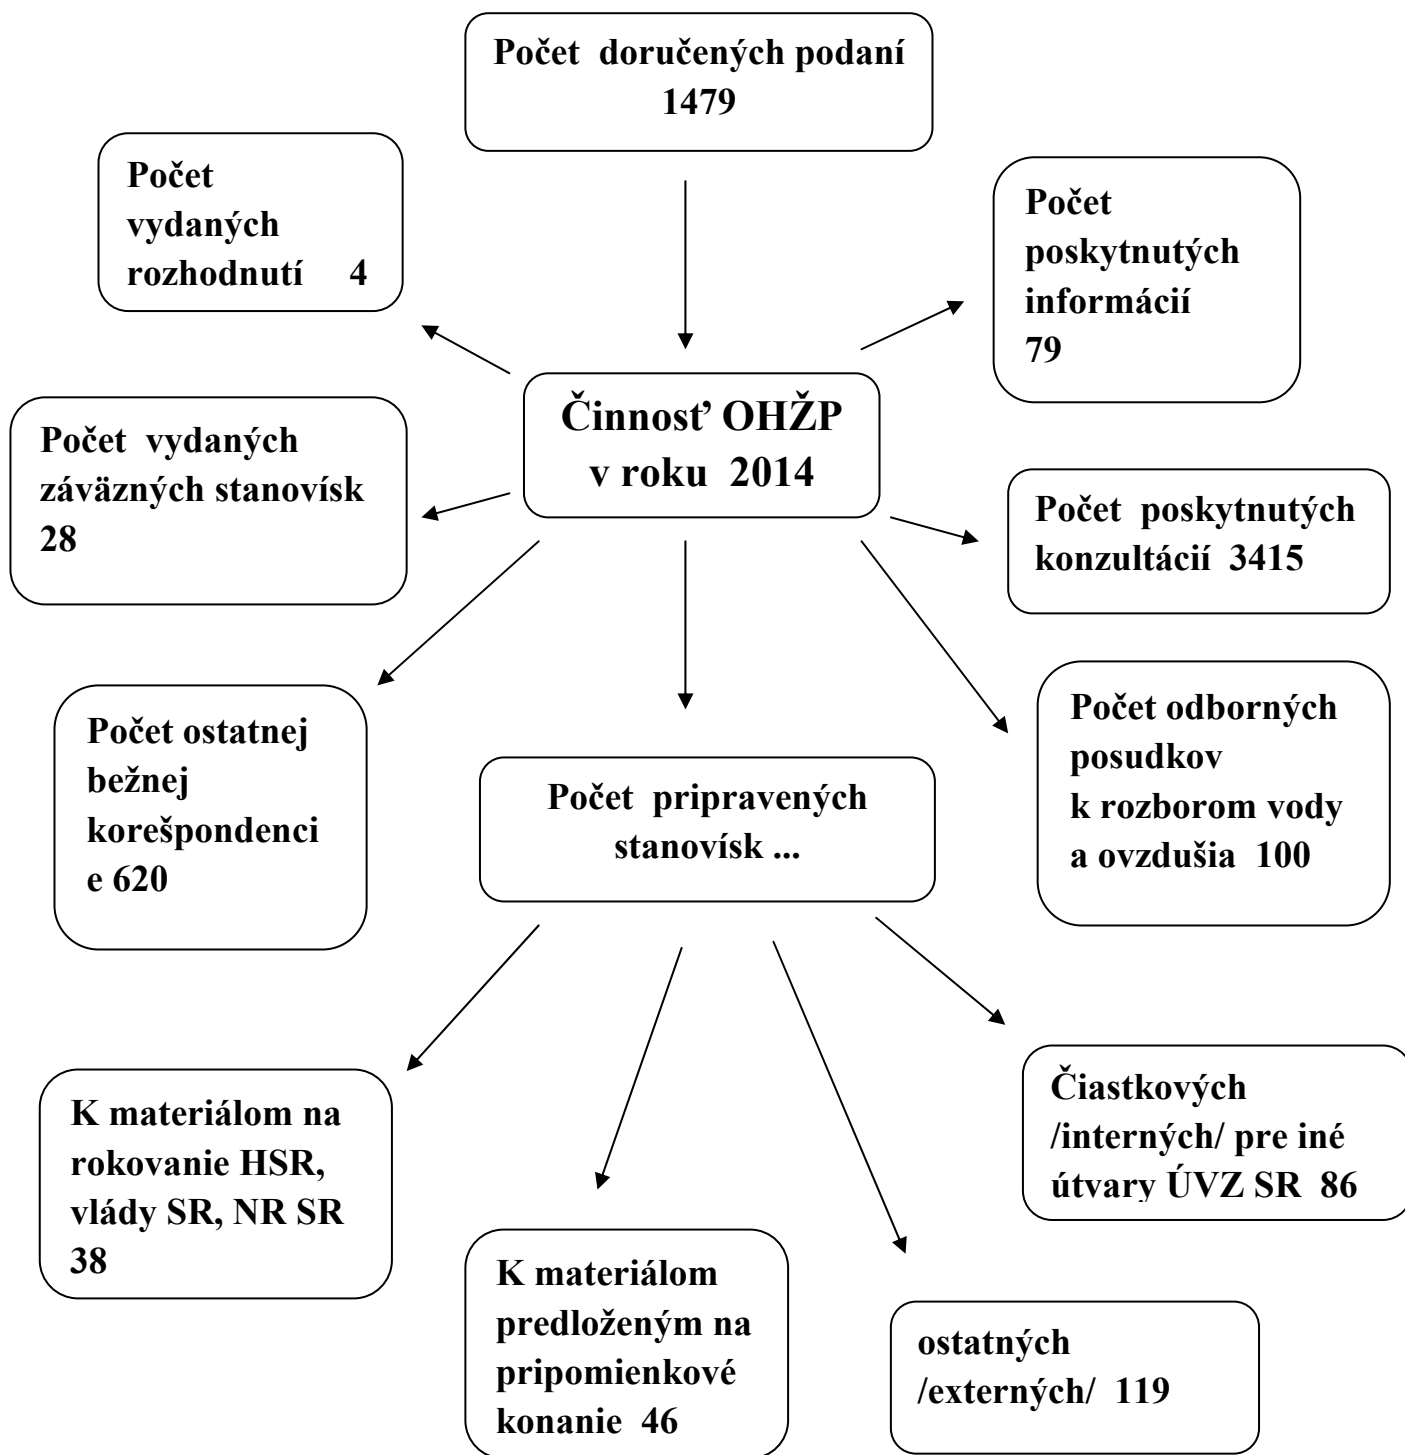 Počet doručených podaní
1479
Počet
vydaných
rozhodnutí 4
Počet
poskytnutých
informácií
79
Činnosť OHŽP
v roku 2014
Počet vydaných
záväzných stanovísk
28
Počet poskytnutých
konzultácií 3415
Počet ostatnej
bežnej
korešpondenci
e 620
Počet pripravených
stanovísk ...
Počet odborných
posudkov
k rozborom vody
a ovzdušia 100
K materiálom na
rokovanie HSR,
vlády SR, NR SR
38
K materiálom
predloženým na
pripomienkové
konanie 46
ostatných
/externých/ 119
Čiastkových
/interných/ pre iné
útvary ÚVZ SR 86